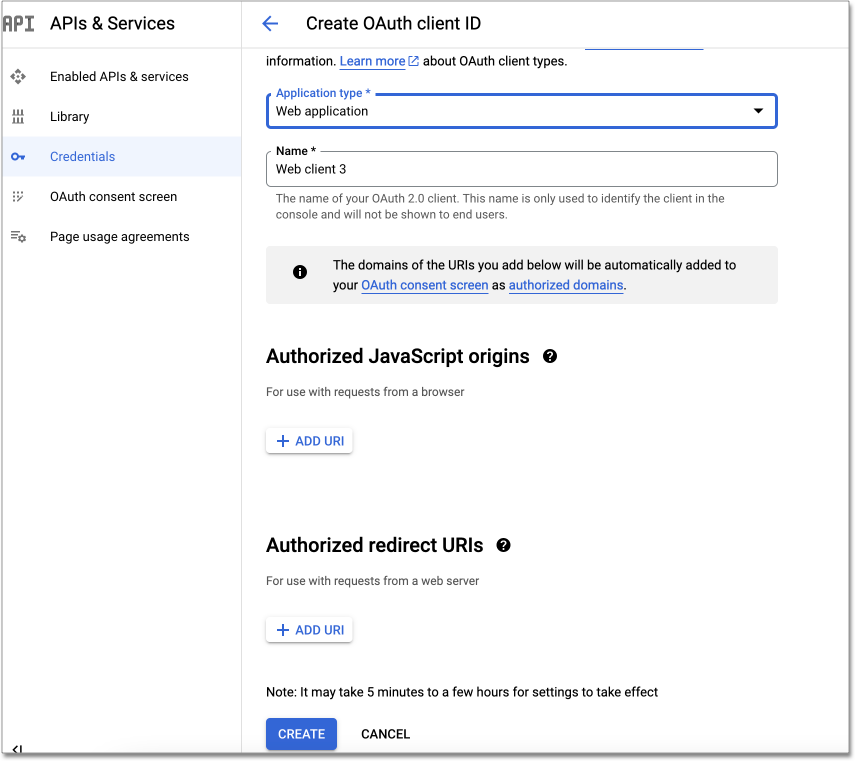 API APIs & Services
Enabled APIs & services
Library
Credentials
OAuth consent screen
Page usage agreements
Create OAuth client ID
information. Learn more about OAuth client types.
Application type *
Web application
Name *
Web client 3
The name of your OAuth 2.0 client. This name is only used to identify the client in the
console and will not be shown to end users.
The domains of the URIs you add below will be automatically added to
your OAuth consent screen as authorized domains.
Authorized JavaScript origins
For use with requests from a browser
+ ADD URI
Authorized redirect URIs
For use with requests from a web server
+ ADD URI
Note: It may take 5 minutes to a few hours for settings to take effect
CREATE
CANCEL